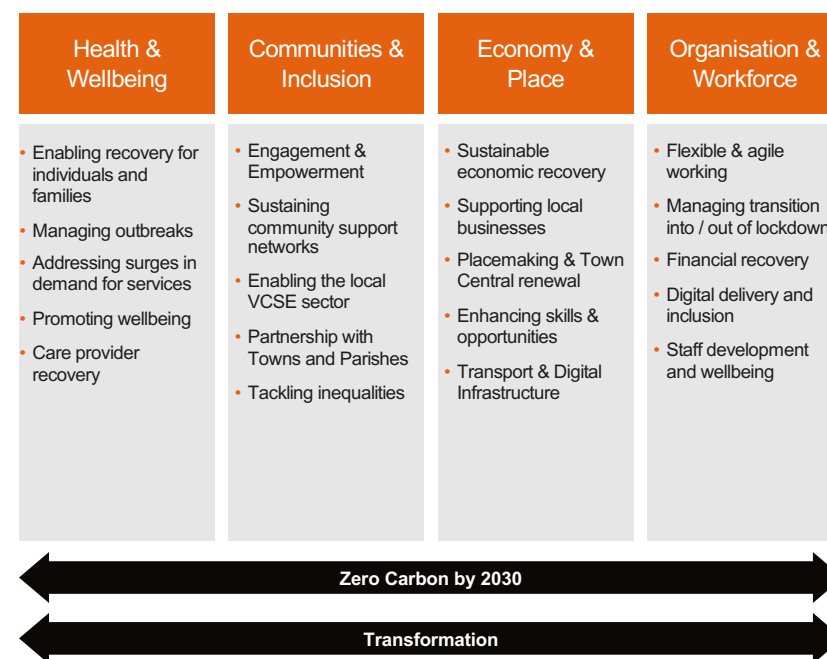 Health &
Wellbeing
• Enabling recovery for
individuals and
families
• Managing outbreaks
• Addressing surges in
demand for services
• Promoting wellbeing
• Care provider
recovery
Communities &
Inclusion
• Engagement &
Empowerment
• Sustaining
community support
networks
• Enabling the local
VCSE sector
• Partnership with
Towns and Parishes
• Tackling inequalities
Economy &
Place
• Sustainable
economic recovery
• Supporting local
businesses
• Placemaking & Town
Central renewal
• Enhancing skills &
opportunities
• Transport & Digital
Infrastructure
Organisation &
Workforce
• Flexible & agile
working
• Managing transition
into / out of lockdown
• Financial recovery
• Digital delivery and
inclusion
• Staff development
and wellbeing
Zero Carbon by 2030
Transformation